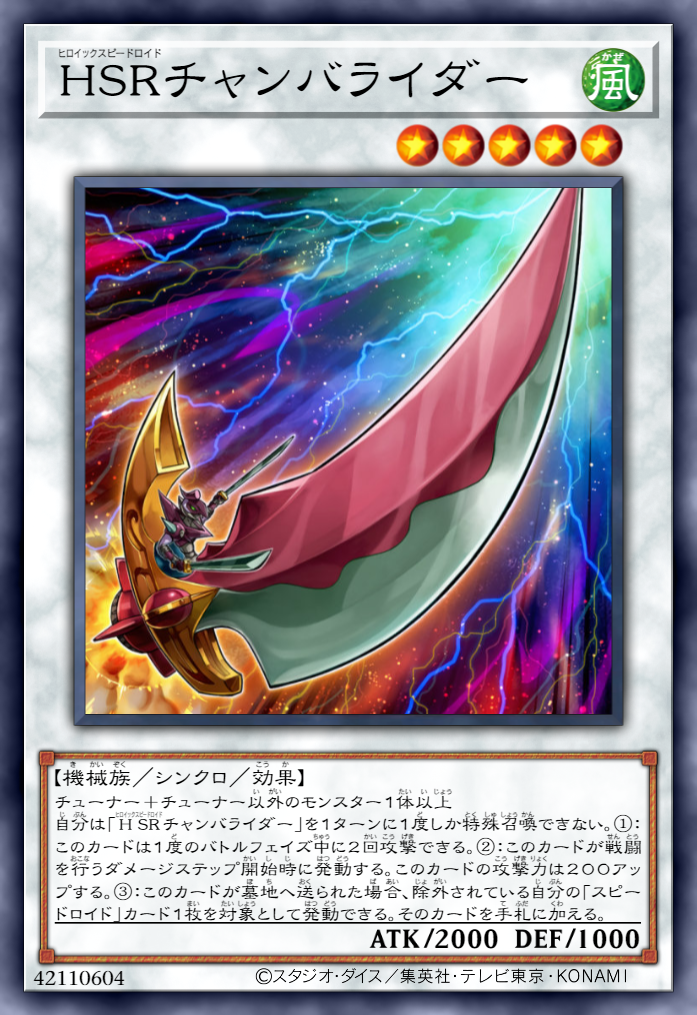 ヒロイックスピードロイド
HSRチャンバライダー
かぜ
風
【機械族／シンクロ／効果】
チューナー＋チューナー以外のモンスター1体以上
自分は「HSRチャンバライダー」を1ターンに1度しか特殊召喚できない。①：
このカードは1度のバトルフェイズ中に2回攻撃できる。②：このカードが戦闘
を行うダメージステップ開始時に発動する。このカードの攻撃力は200アッ
プする。③：このカードが墓地へ送られた場合、除外されている自分の「スピー
ドロイド」カード1枚を対象として発動できる。そのカードを手札に加える。
ATK/2000 DEF/1000
42110604 ©スタジオ・ダイス／集英社・テレビ東京・KONAMI